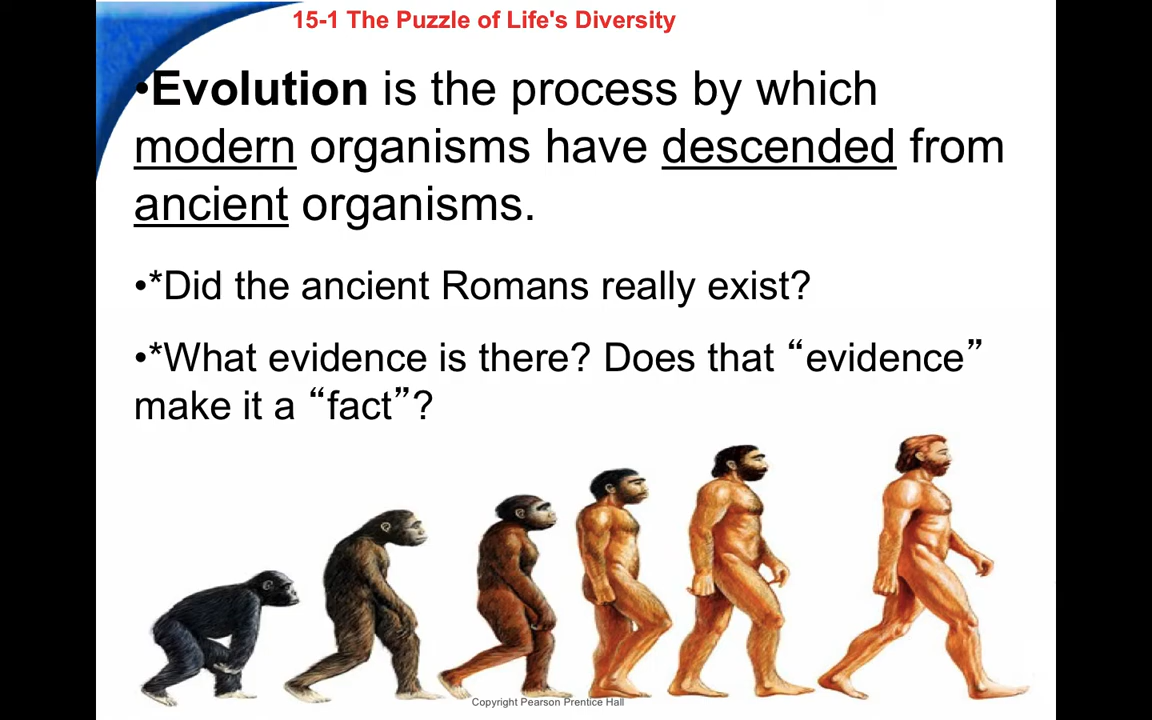 15-1 The Puzzle of Life's Diversity
•Evolution is the process by which
modern organisms have descended from
ancient organisms.
•*Did the ancient Romans really exist?
•*What evidence is there? Does that “evidence”
make it a “fact”?
Copyright Pearson Prentice Hall